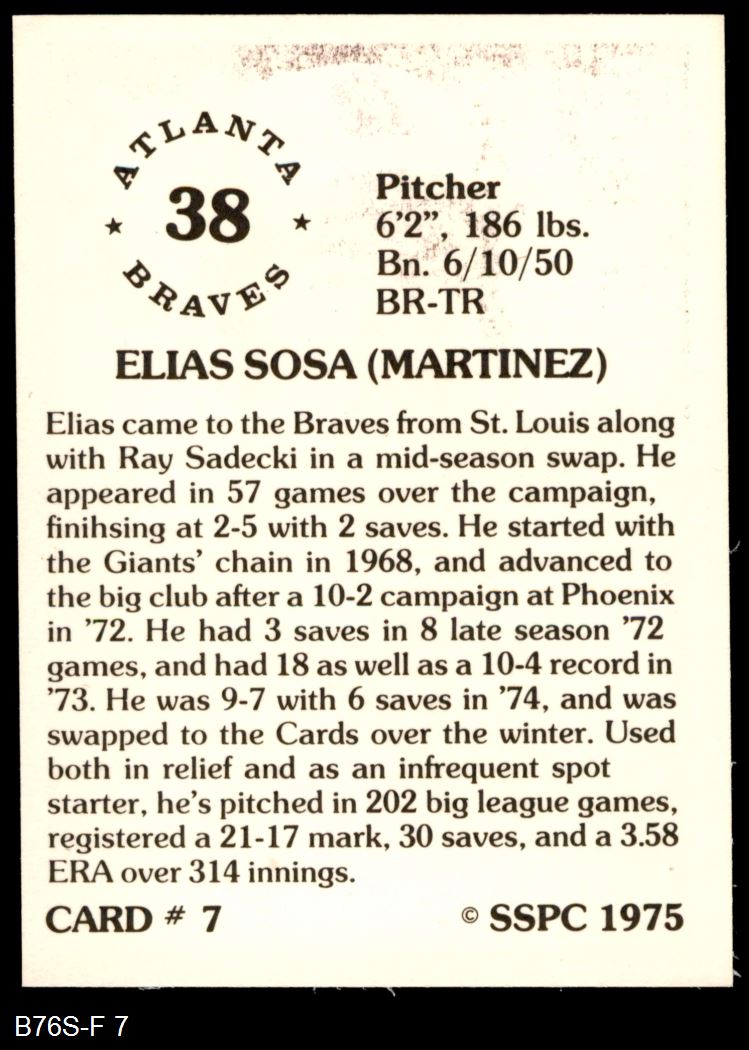 ATLANTA
38
BRAVES
Pitcher
6'2", 186 lbs.
Bn. 6/10/50
BR-TR
ELIAS SOSA (MARTINEZ)
Elias came to the Braves from St. Louis along
with Ray Sadecki in a mid-season swap. He
appeared in 57 games over the campaign,
finihsing at 2-5 with 2 saves. He started with
the Giants' chain in 1968, and advanced to
the big club after a 10-2 campaign at Phoenix
in '72. He had 3 saves in 8 late season '72
games, and had 18 as well as a 10-4 record in
'73. He was 9-7 with 6 saves in '74, and was
swapped to the Cards over the winter. Used
both in relief and as an infrequent spot
starter, he's pitched in 202 big league games,
registered a 21-17 mark, 30 saves, and a 3.58
ERA over 314 innings.
CARD # 7
© SSPC 1975
B76S-F 7